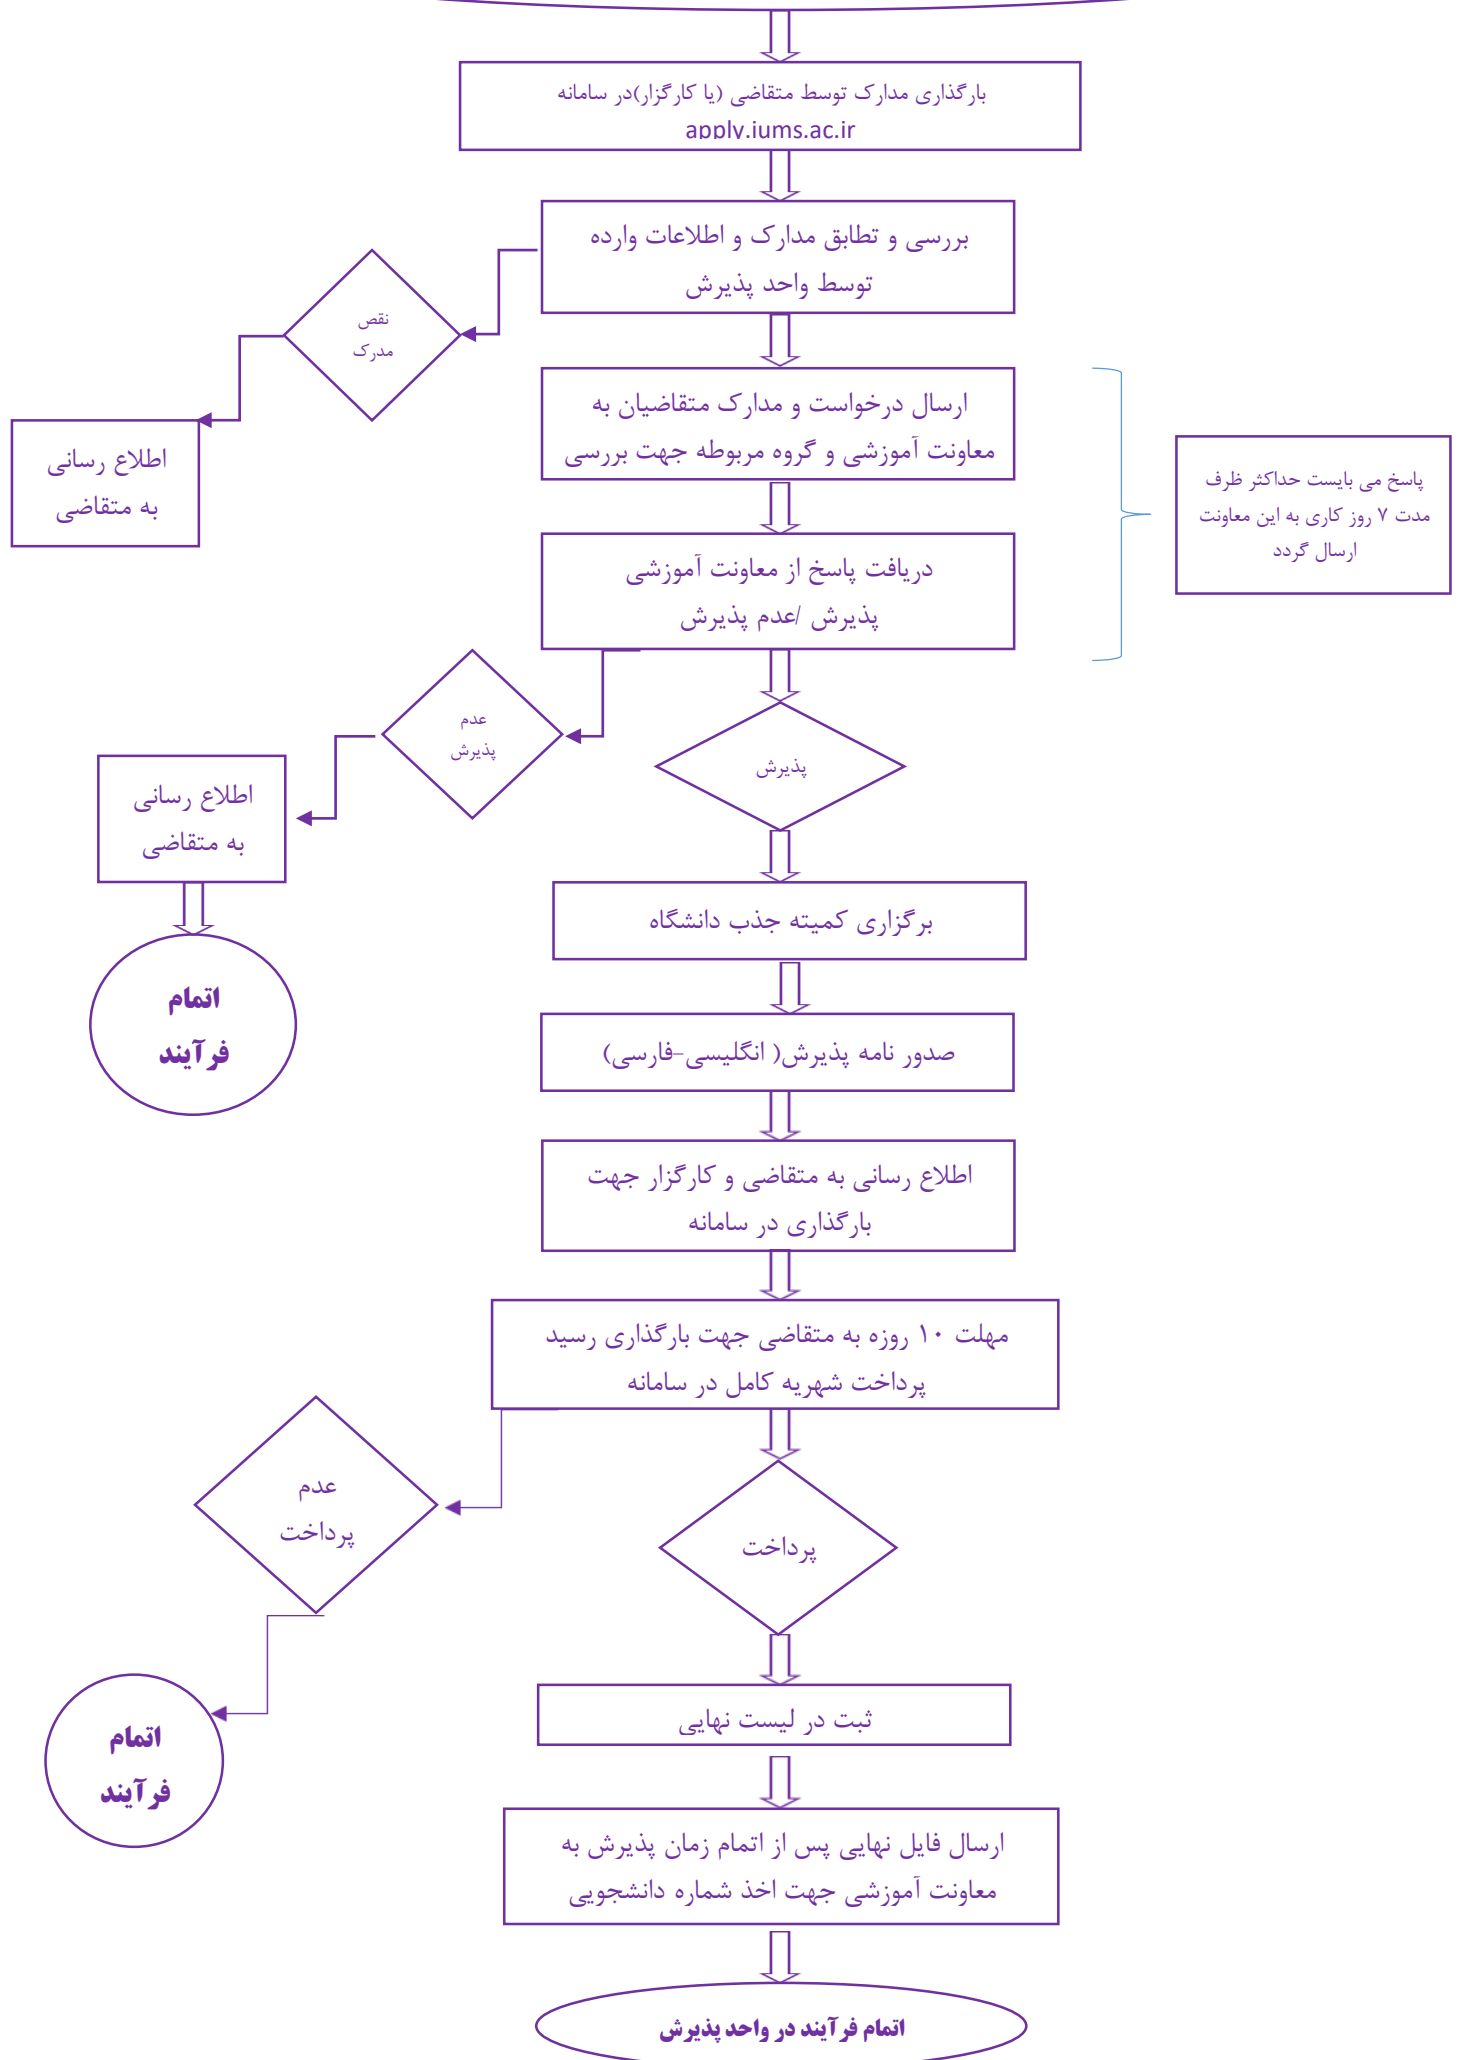 بارگذاری مدارک توسط متقاضی (یا کارگزار)در سامانه
apply.iums.ac.ir
بررسی و تطابق مدارک و اطلاعات وارده
توسط واحد پذیرش
نقص
مدرک
اطلاع رسانی
به متقاضی
ارسال درخواست و مدارک متقاضیان به
معاونت آموزشی و گروه مربوطه جهت بررسی
پاسخ می بایست حداکثر ظرف
مدت ۷ روز کاری به این معاونت
ارسال گردد
دریافت پاسخ از معاونت آموزشی
پذیرش /عدم پذیرش
عدم
پذیرش
پذیرش
اطلاع رسانی
به متقاضی
اتمام
فرآیند
برگزاری کمیته جذب دانشگاه
صدور نامه پذیرش( انگلیسی-فارسی)
اطلاع رسانی به متقاضی و کارگزار جهت
بارگذاری در سامانه
مهلت ۱۰ روزه به متقاضی جهت بارگذاری رسید
پرداخت شهریه کامل در سامانه
عدم
پرداخت
پرداخت
اتمام
فرآیند
ثبت در لیست نهایی
ارسال فایل نهایی پس از اتمام زمان پذیرش به
معاونت آموزشی جهت اخذ شماره دانشجویی
اتمام فرآیند در واحد پذیرش